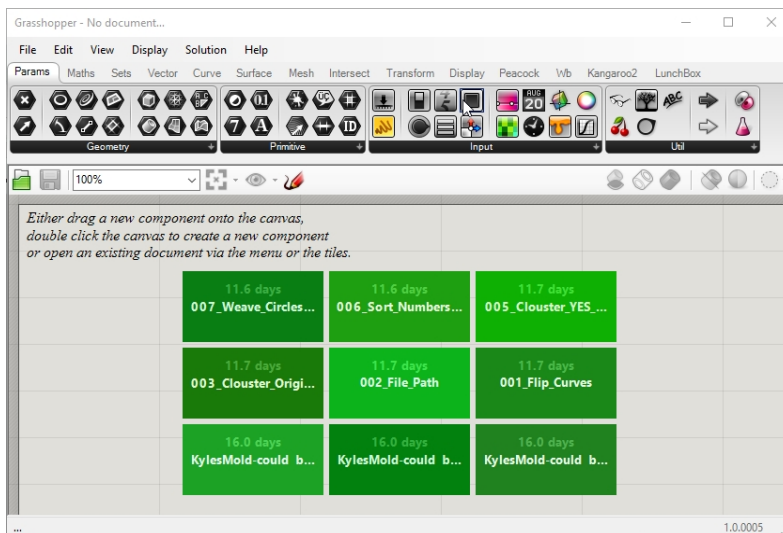 Grasshopper - No document...
File Edit View Display Solution Help
Params Maths Sets Vector Curve Surface Mesh Intersect Transform Display Peacock Wb Kangaroo2 LunchBox
Geometry Primitive Input Util
100%
Either drag a new component onto the canvas,
double click the canvas to create a new component
or open an existing document via the menu or the tiles.
11.6 days 11.6 days 11.7 days
007_Weave_Circles... 006_Sort_Numbers... 005_Clouster_YES_...
11.7 days 11.7 days 11.7 days
003_Clouster_Origi... 002_File_Path 001_Flip_Curves
16.0 days 16.0 days 16.0 days
KylesMold-could b... KylesMold-could b... KylesMold-could b...
... 1.0.0005